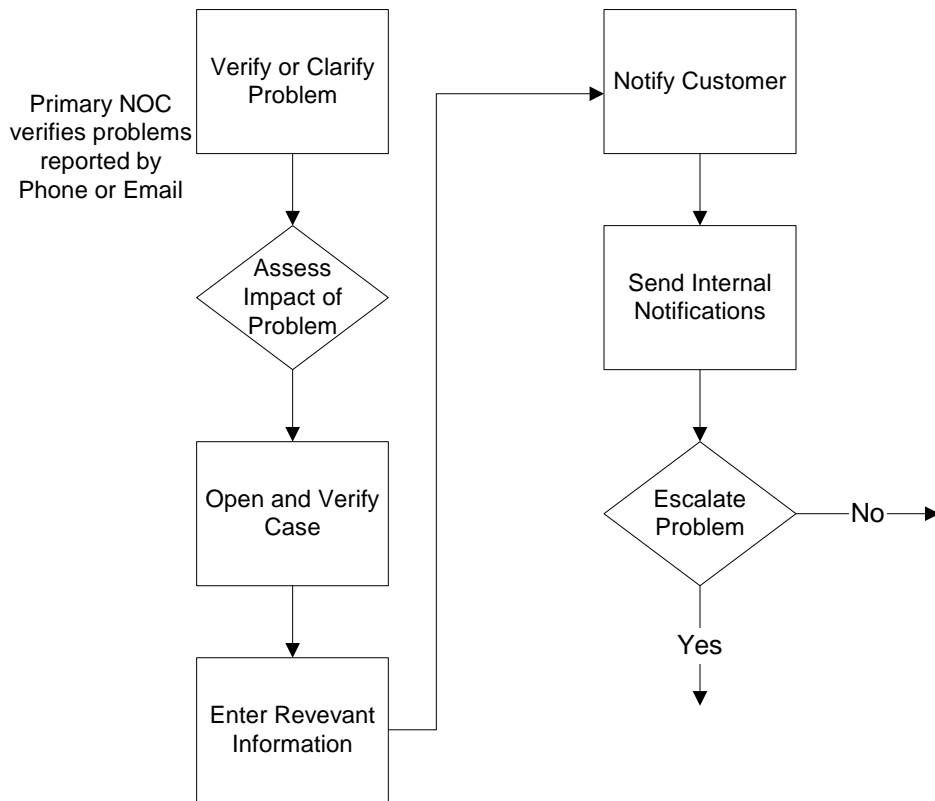 Primary NOC
verifies problems
reported by
Phone or Email
Verify or Clarify
Problem
Assess
Impact of
Problem
Open and Verify
Case
Enter Revevant
Information
Notify Customer
Send Internal
Notifications
Escalate
Problem
No
Yes